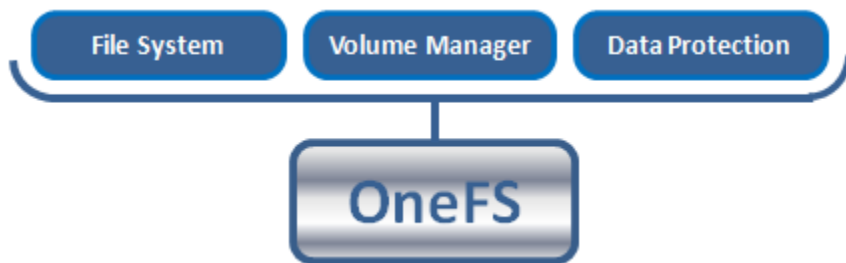 File System
Volume Manager
Data Protection
OneFS